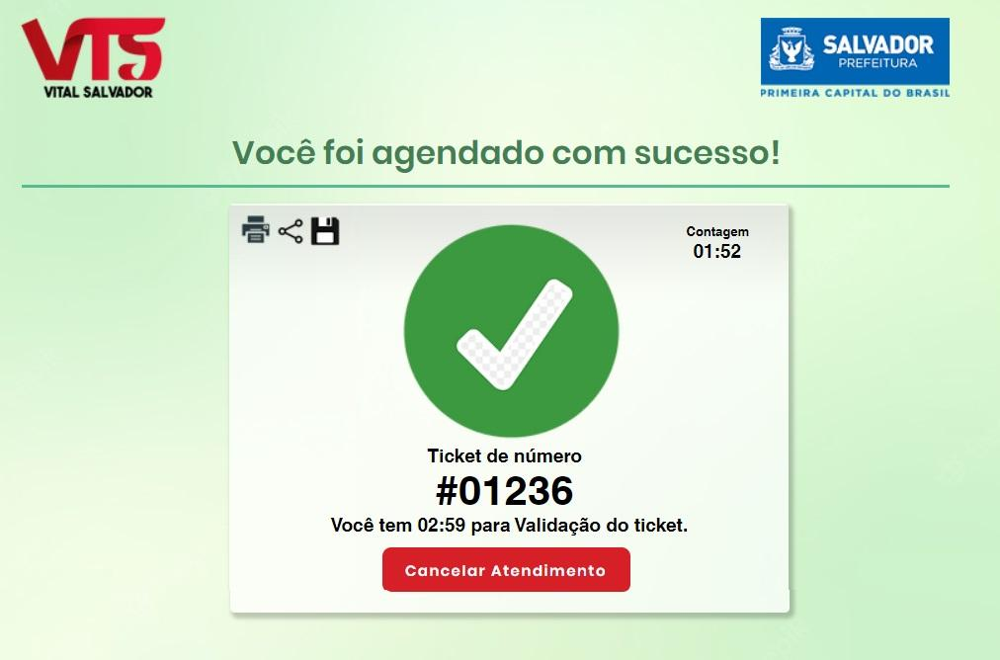 VTS
VITAL SALVADOR
SALVADOR
PREFEITURA
PRIMEIRA CAPITAL DO BRASIL
Você foi agendado com sucesso!
Contagem
01:52
Ticket de número
#01236
Você tem 02:59 para Validação do ticket.
Cancelar Atendimento